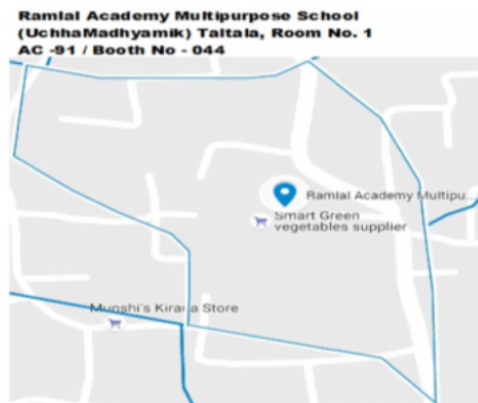 Ramlal Academy Multipurpose School
(UchhaMadhyamik) Taltala, Room No. 1
AC -91 / Booth No - 044
Ramlal Academy Multipu...
Smart Green
vegetables supplier
Munshi's Kirana Store